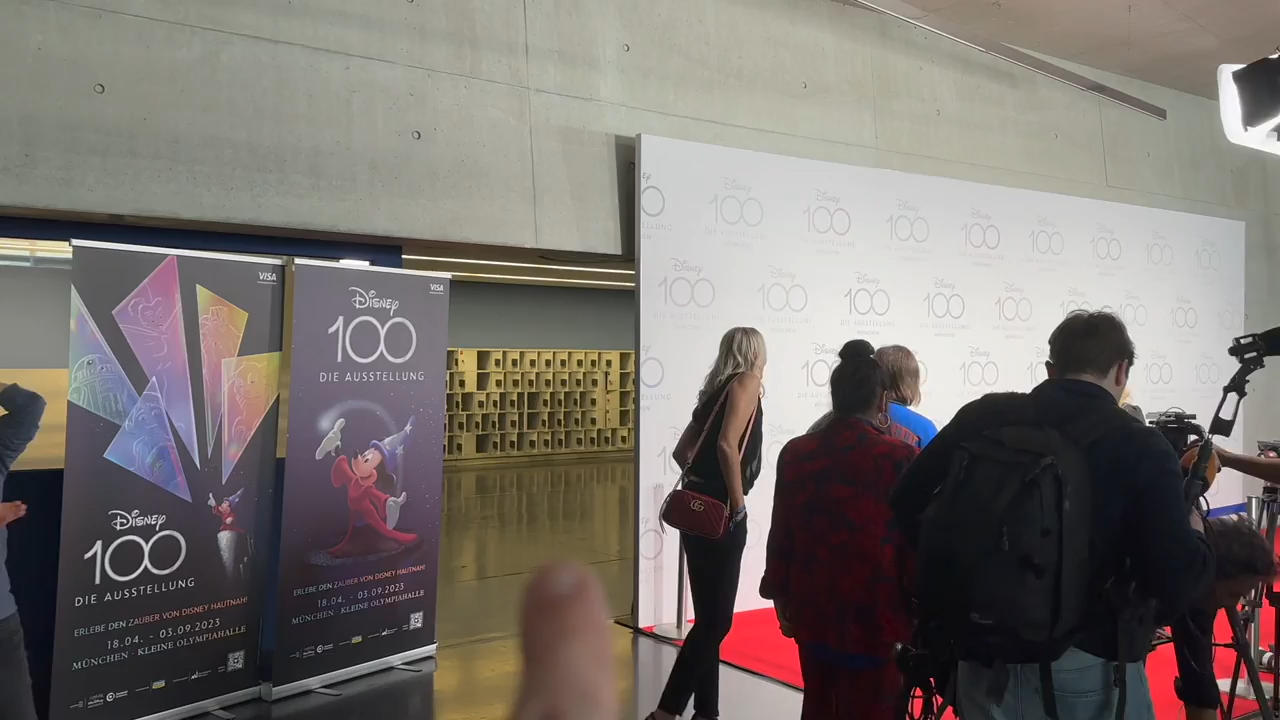 VISA
Disney
100
DIE AUSSTELLUNG
ERLEBE DEN ZAUBER VON DISNEY HAUTNAH!
18.04. - 03.09.2023
MÜNCHEN · KLEINE OLYMPIAHALLE
VISA
Disney
100
DIE AUSSTELLUNG
ERLEBE DEN ZAUBER VON DISNEY HAUTNAH!
18.04. - 03.09.2023
MÜNCHEN · KLEINE OLYMPIAHALLE
Disney
100
DIE AUSSTELLUNG